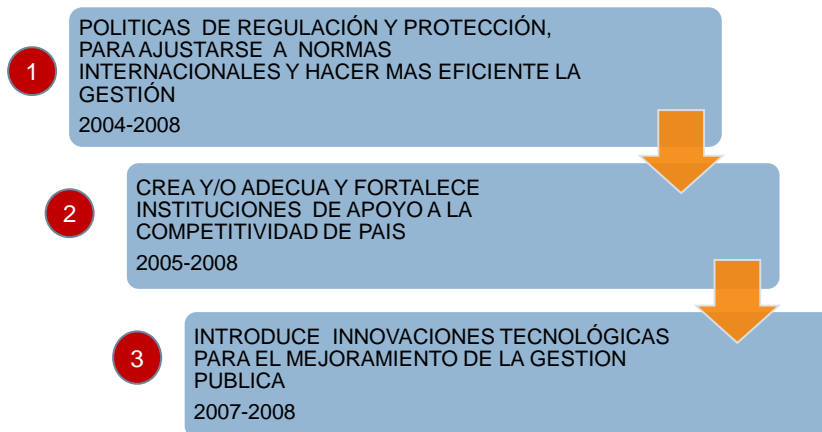 1
POLITICAS DE REGULACIÓN Y PROTECCIÓN,
PARA AJUSTARSE A NORMAS
INTERNACIONALES Y HACER MAS EFICIENTE LA
GESTIÓN
2004-2008
2
CREA Y/O ADECUA Y FORTALECE
INSTITUCIONES DE APOYO A LA
COMPETITIVIDAD DE PAIS
2005-2008
3
INTRODUCE INNOVACIONES TECNOLÓGICAS
PARA EL MEJORAMIENTO DE LA GESTION
PUBLICA
2007-2008